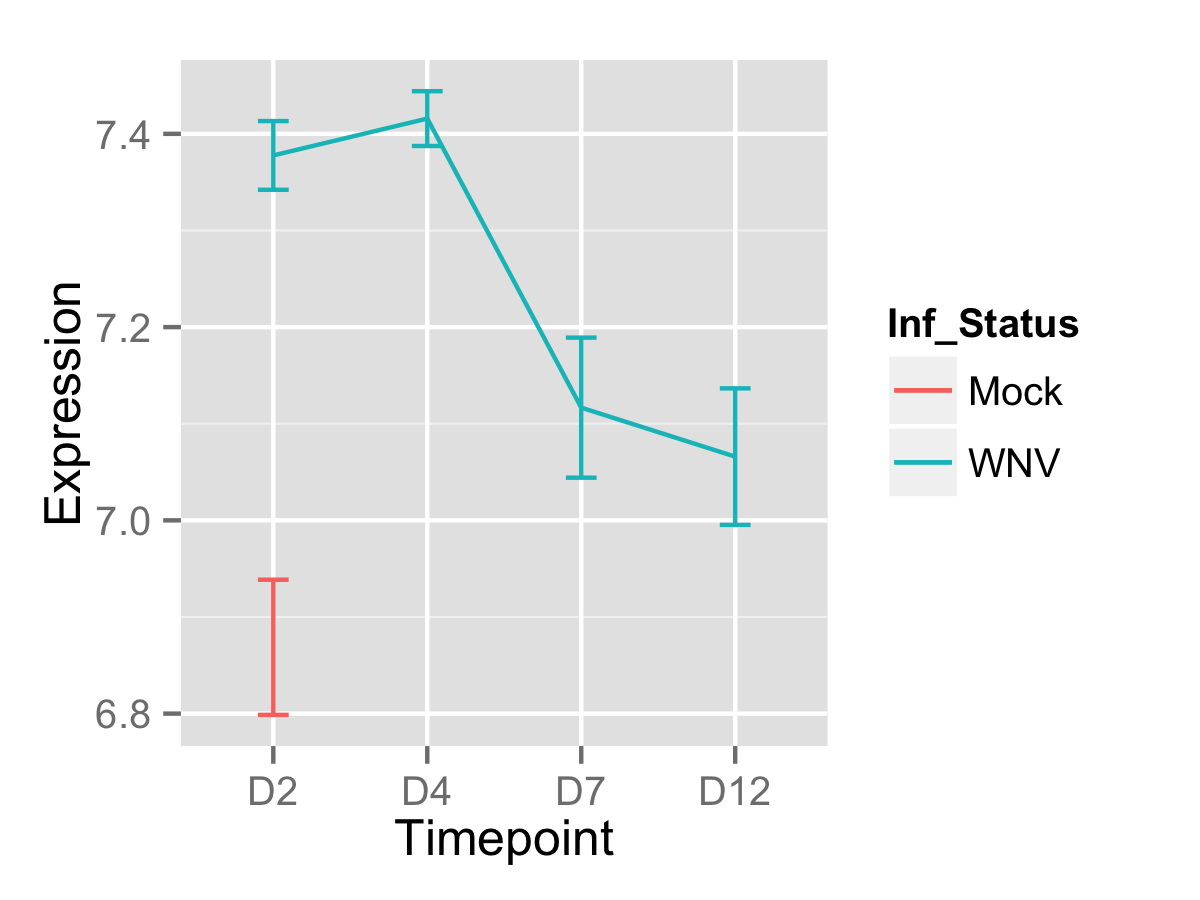 7.4
7.2
7.0
6.8
Expression
D2 D4 D7 D12
Timepoint
Inf_Status
Mock
WNV